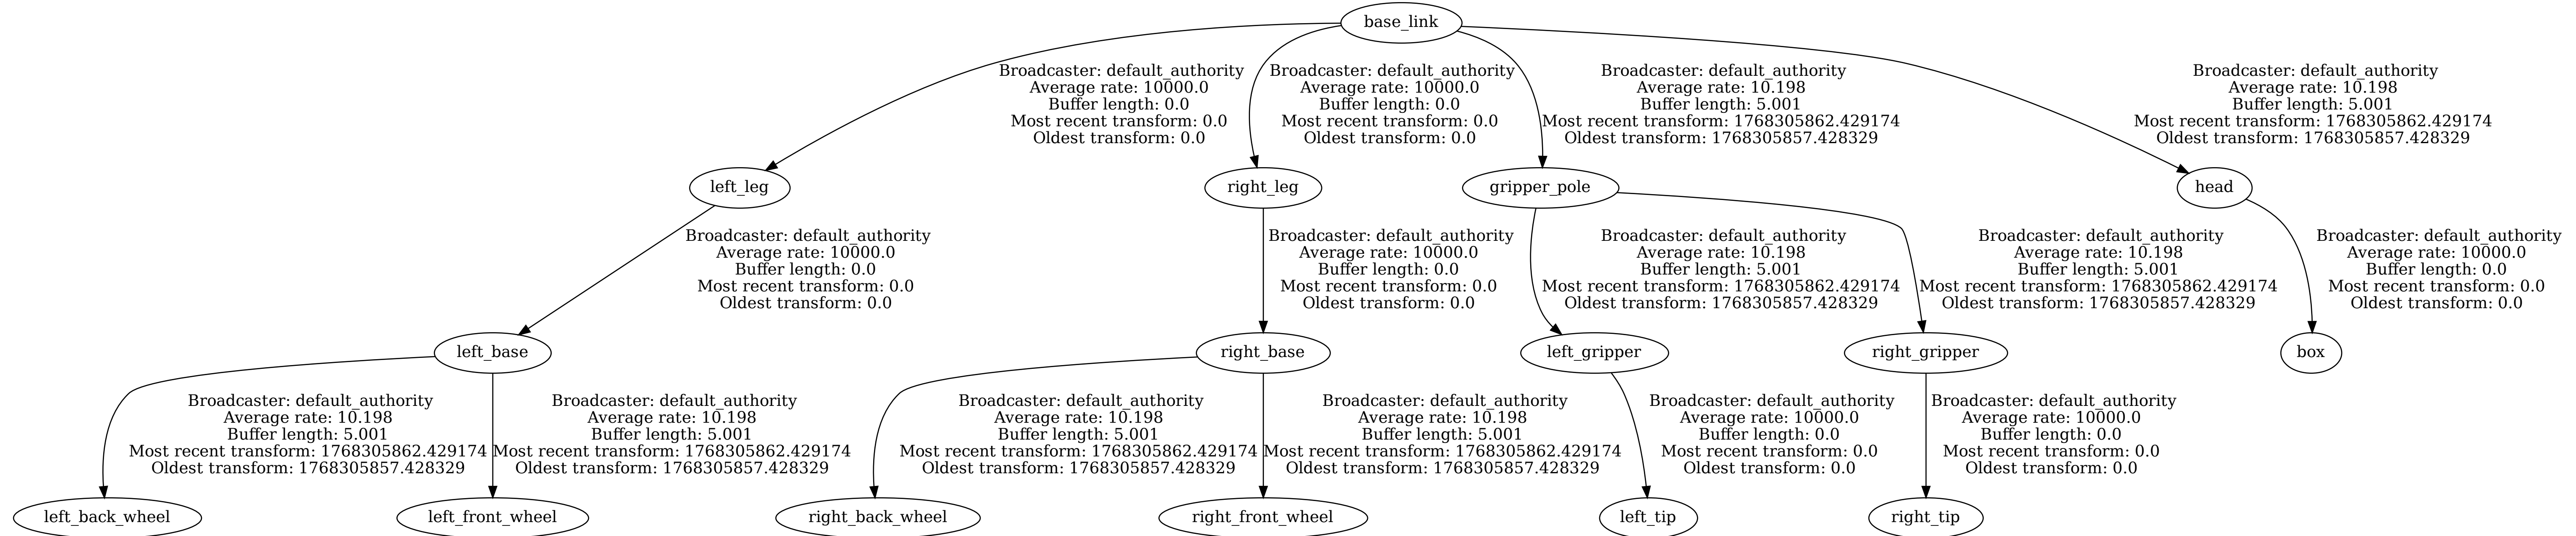 base_link
Broadcaster: default_authority
Average rate: 10000.0
Buffer length: 0.0
Most recent transform: 0.0
Oldest transform: 0.0
Broadcaster: default_authority
Average rate: 10000.0
Buffer length: 0.0
Most recent transform: 0.0
Oldest transform: 0.0
Broadcaster: default_authority
Average rate: 10.198
Buffer length: 5.001
Most recent transform: 1768305862.429174
Oldest transform: 1768305857.428329
Broadcaster: default_authority
Average rate: 10.198
Buffer length: 5.001
Most recent transform: 1768305862.429174
Oldest transform: 1768305857.428329
left_leg
right_leg
gripper_pole
head
Broadcaster: default_authority
Average rate: 10000.0
Buffer length: 0.0
Most recent transform: 0.0
Oldest transform: 0.0
Broadcaster: default_authority
Average rate: 10000.0
Buffer length: 0.0
Most recent transform: 0.0
Oldest transform: 0.0
Broadcaster: default_authority
Average rate: 10.198
Buffer length: 5.001
Most recent transform: 1768305862.429174
Oldest transform: 1768305857.428329
Broadcaster: default_authority
Average rate: 10.198
Buffer length: 5.001
Most recent transform: 1768305862.429174
Oldest transform: 1768305857.428329
Broadcaster: default_authority
Average rate: 10000.0
Buffer length: 0.0
Most recent transform: 0.0
Oldest transform: 0.0
left_base
right_base
left_gripper
right_gripper
box
Broadcaster: default_authority
Average rate: 10.198
Buffer length: 5.001
Most recent transform: 1768305862.429174
Oldest transform: 1768305857.428329
Broadcaster: default_authority
Average rate: 10.198
Buffer length: 5.001
Most recent transform: 1768305862.429174
Oldest transform: 1768305857.428329
Broadcaster: default_authority
Average rate: 10.198
Buffer length: 5.001
Most recent transform: 1768305862.429174
Oldest transform: 1768305857.428329
Broadcaster: default_authority
Average rate: 10.198
Buffer length: 5.001
Most recent transform: 1768305862.429174
Oldest transform: 1768305857.428329
Broadcaster: default_authority
Average rate: 10000.0
Buffer length: 0.0
Most recent transform: 0.0
Oldest transform: 0.0
Broadcaster: default_authority
Average rate: 10000.0
Buffer length: 0.0
Most recent transform: 0.0
Oldest transform: 0.0
left_back_wheel
left_front_wheel
right_back_wheel
right_front_wheel
left_tip
right_tip